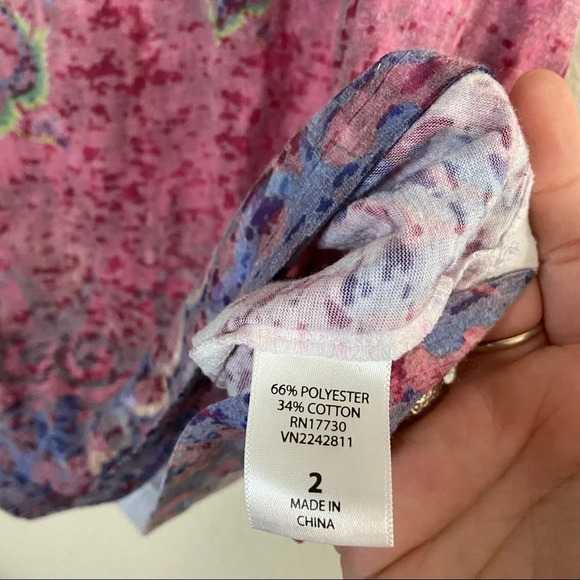 66% POLYESTER
34% COTTON
RN17730
VN2242811
2
MADE IN
CHINA